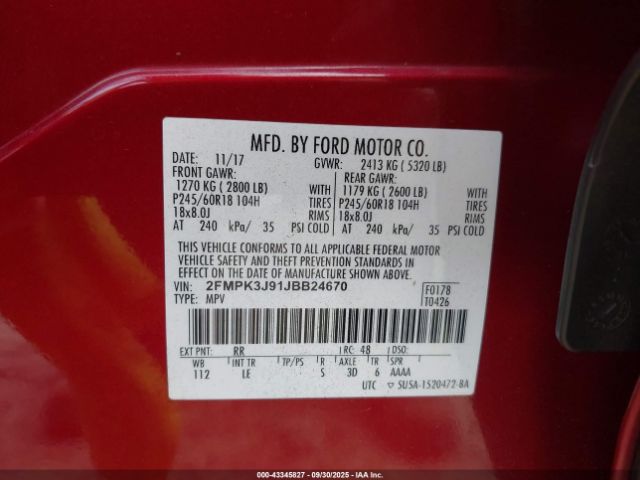 MFD. BY FORD MOTOR CO.
DATE: 11/17 GVWR: 2413 KG ( 5320 LB)
FRONT GAWR: REAR GAWR:
1270 KG ( 2800 LB) WITH 1179 KG ( 2600 LB) WITH
P245/60R18 104H TIRES P245/60R18 104H TIRES
18x8.0J RIMS 18x8.0J RIMS
AT 240 kPa/ 35 PSI COLD AT 240 kPa/ 35 PSI COLD
THIS VEHICLE CONFORMS TO ALL APPLICABLE FEDERAL MOTOR
VEHICLE SAFETY AND THEFT PREVENTION STANDARDS IN
EFFECT ON THE DATE OF MANUFACTURE SHOWN ABOVE.
VIN: 2FMPK3J91JBB24670 F0178
TYPE: MPV T0426
EXT PNT: RR RC: 48 DSO:
WB INT TR TP/PS R AXLE TR SPR
112 LE S 3D 6 AAAA
UTC ▽ SU5A-1520472-BA
000-43345827 - 09/30/2025 - IAAI SFC.